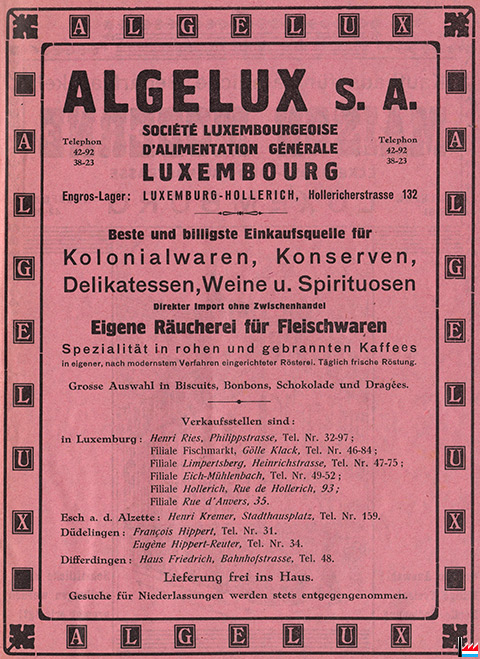 A L G E L U X
ALGELUX S. A.
SOCIÉTÉ LUXEMBOURGEOISE
D'ALIMENTATION GÉNÉRALE
LUXEMBOURG
Telephon
42-92
38-23
Telephon
42-92
38-23
Engros-Lager: LUXEMBURG-HOLLERICH, Hollericherstrasse 132
Beste und billigste Einkaufsquelle für
Kolonialwaren, Konserven,
Delikatessen, Weine u. Spirituosen
Direkter Import ohne Zwischenhandel
Eigene Räucherei für Fleischwaren
Spezialität in rohen und gebrannten Kaffees
in eigener, nach modernstem Verfahren eingerichteter Rösterei. Täglich frische Röstung.
Grosse Auswahl in Biscuits, Bonbons, Schokolade und Dragées.
Verkaufsstellen sind:
in Luxemburg: Henri Ries, Philippstrasse, Tel. Nr. 32-97;
Filiale Fischmarkt, Gölle Klack, Tel. Nr. 46-84;
Filiale Limpertsberg, Heinrichstrasse, Tel. Nr. 47-75;
Filiale Eich-Mühlenbach, Tel. Nr. 49-52;
Filiale Hollerich, Rue de Hollerich, 93;
Filiale Rue d'Anvers, 35.
Esch a. d. Alzette: Henri Kremer, Stadthausplatz, Tel. Nr. 159.
Düdelingen: François Hippert, Tel. Nr. 31.
Eugène Hippert-Reuter, Tel. Nr. 34.
Differdingen: Haus Friedrich, Bahnhofstrasse, Tel. Nr. 48.
Lieferung frei ins Haus.
Gesuche für Niederlassungen werden stets entgegengenommen.
A L G E L U X
A L G E L U X
A L G E L U X